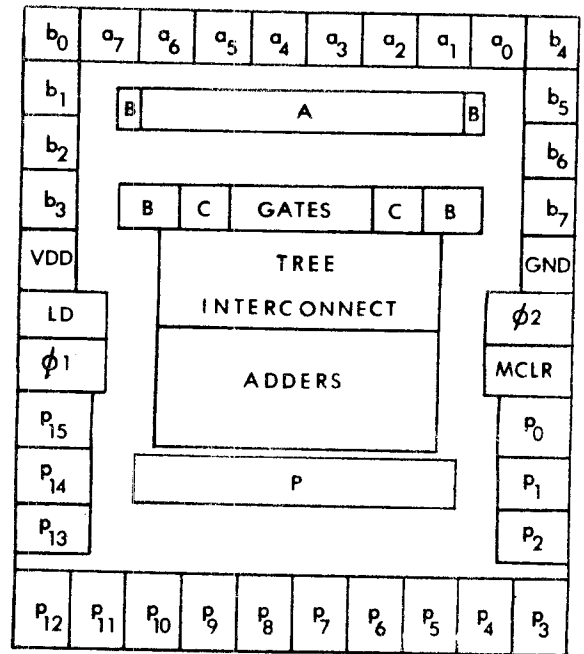 b0 a7 a6 a5 a4 a3 a2 a1 a0 b4
b1 B A B b5
b2 b6
b3 B C GATES C B b7
VDD TREE GND
LD INTERCONNECT ϕ2
ϕ1 ADDERS MCLR
p15 p0
p14 P p1
p13 p2
p12 p11 p10 p9 p8 p7 p6 p5 p4 p3